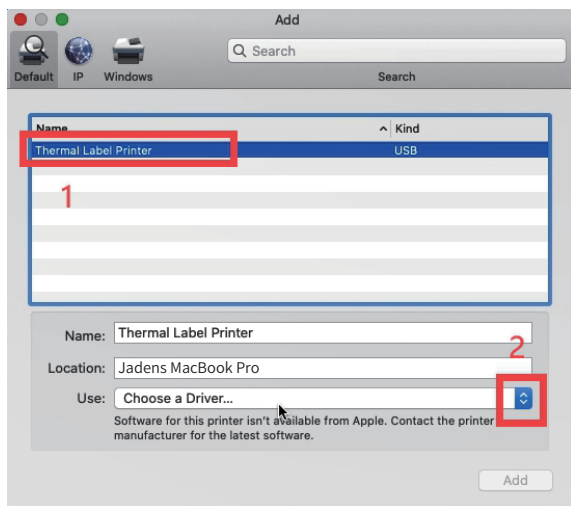 Add
Search
Default IP Windows Search
Name Kind
Thermal Label Printer USB
1
Name: Thermal Label Printer
2
Location: Jadens MacBook Pro
Use: Choose a Driver...
Software for this printer isn't available from Apple. Contact the printer
manufacturer for the latest software.
Add